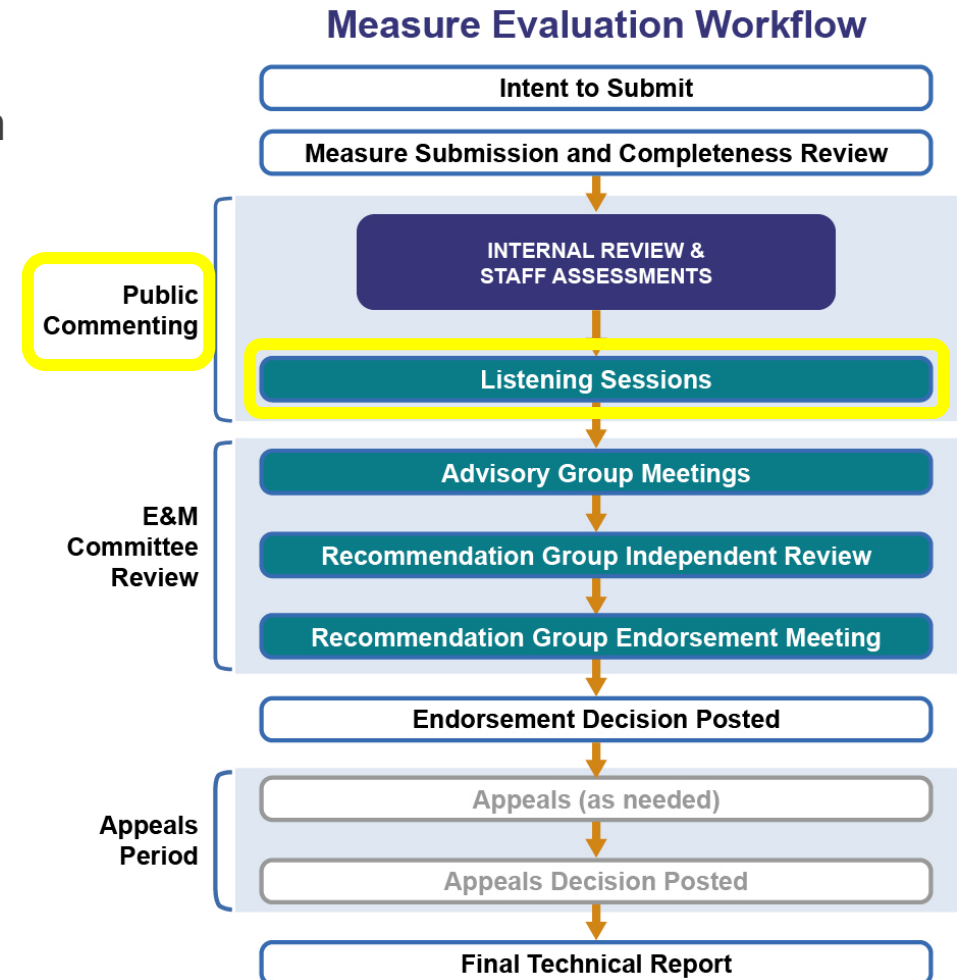 Measure Evaluation Workflow
Intent to Submit
Measure Submission and Completeness Review
Public
Commenting
INTERNAL REVIEW &
STAFF ASSESSMENTS
Listening Sessions
E&M
Committee
Review
Advisory Group Meetings
Recommendation Group Independent Review
Recommendation Group Endorsement Meeting
Endorsement Decision Posted
Appeals
Period
Appeals (as needed)
Appeals Decision Posted
Final Technical Report